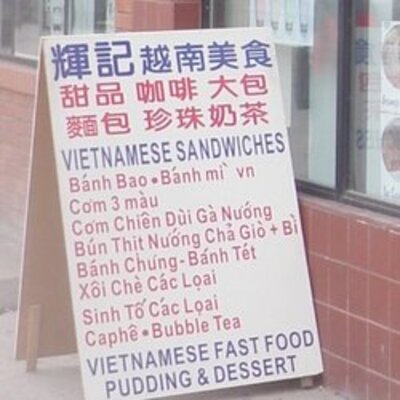 輝記越南美食
甜品 咖啡 大包
麵包 珍珠奶茶
VIETNAMESE SANDWICHES
Bánh Bao • Bánh mì vn
Cơm 3 màu
Cơm Chiên Dùi Gà Nướng
Bún Thịt Nướng Chả Giò + Bì
Bánh Chưng - Bánh Tét
Xôi Chè Các Loại
Sinh Tố Các Loại
Caphê • Bubble Tea
VIETNAMESE FAST FOOD
PUDDING & DESSERT